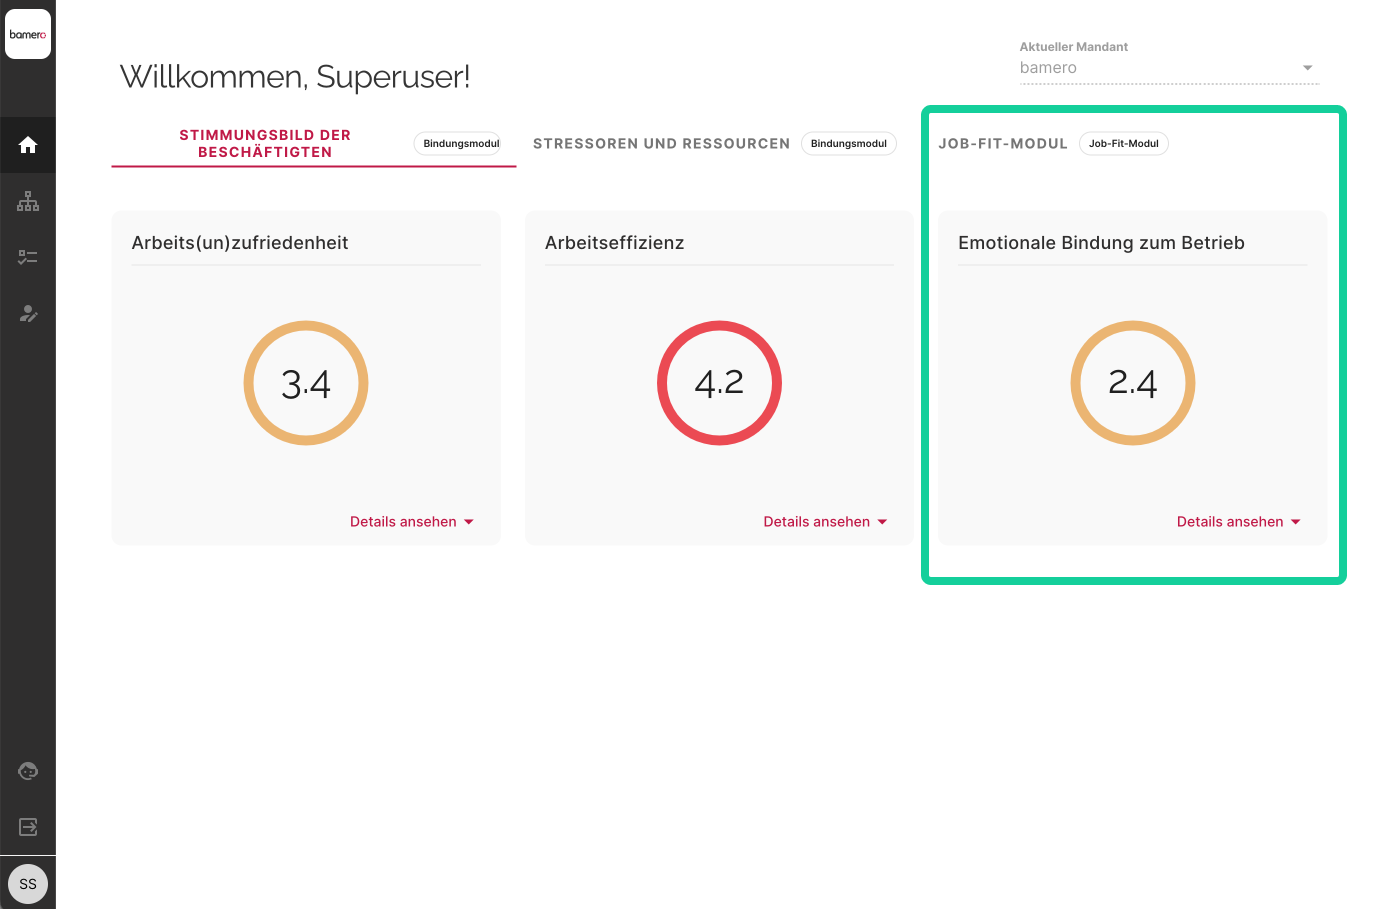 bamero
Willkommen, Superuser!
Aktueller Mandant
bamero
STIMMUNGSBILD DER
BESCHÄFTIGTEN
Bindungsmodul
STRESSOREN UND RESSOURCEN
Bindungsmodul
JOB-FIT-MODUL
Job-Fit-Modul
Arbeits(un)zufriedenheit
3.4
Details ansehen
Arbeitseffizienz
4.2
Details ansehen
Emotionale Bindung zum Betrieb
2.4
Details ansehen
SS